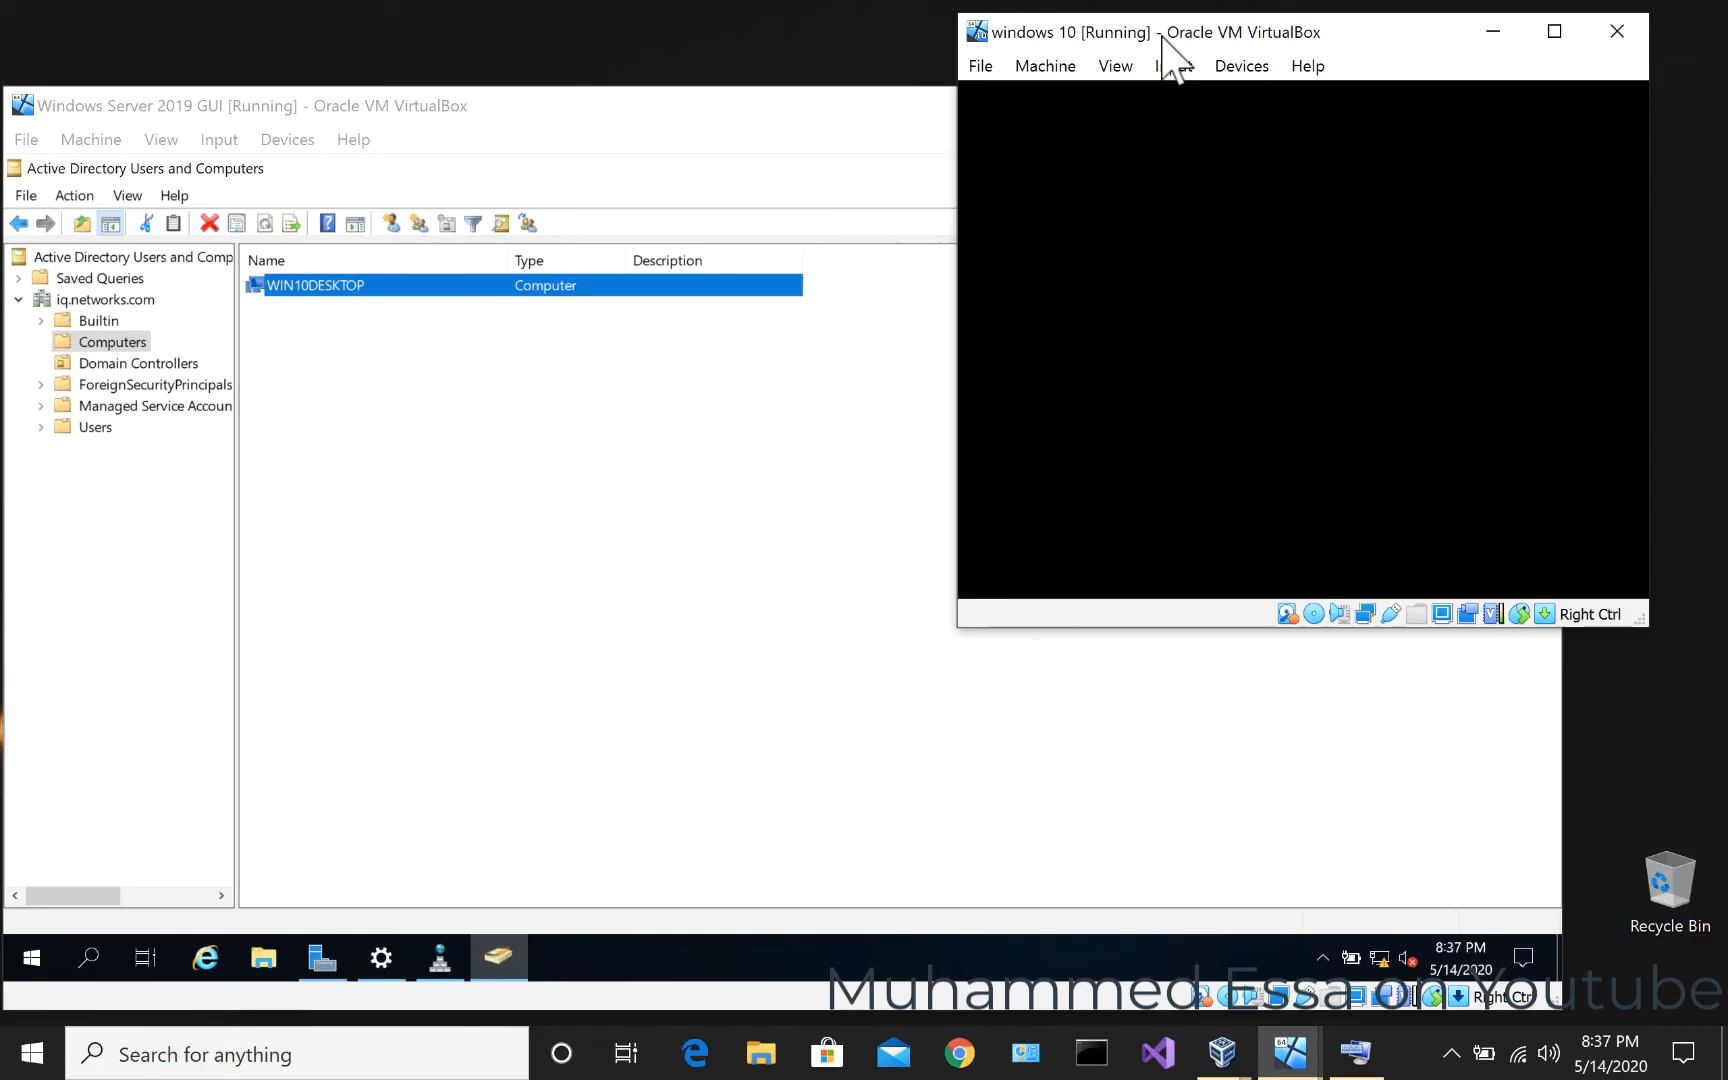 windows 10 [Running] - Oracle VM VirtualBox
File Machine View Devices Help
Windows Server 2019 GUI [Running] - Oracle VM VirtualBox
File Machine View Input Devices Help
Active Directory Users and Computers
File Action View Help
Active Directory Users and Comp
Saved Queries
iq.networks.com
Builtin
Computers
Domain Controllers
ForeignSecurityPrincipals
Managed Service Accoun
Users
Name Type Description
WIN10DESKTOP Computer
Right Ctrl
Recycle Bin
8:37 PM
5/14/2020
Muhammed Essa on Youtube
Right Ctrl
Search for anything
8:37 PM
5/14/2020